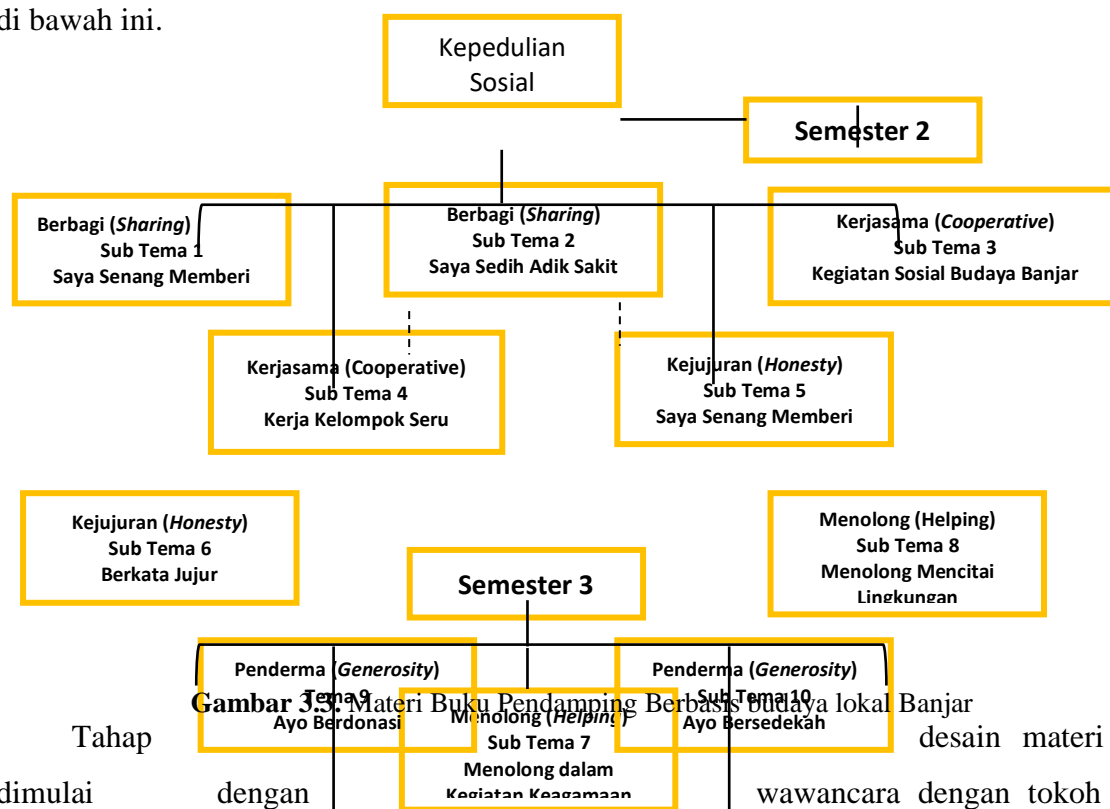 di bawah ini.
Kepedulian
Sosial
Semester 2
Berbagi (Sharing)
Sub Tema 1
Saya Senang Memberi
Berbagi (Sharing)
Sub Tema 2
Saya Sedih Adik Sakit
Kerjasama (Cooperative)
Sub Tema 3
Kegiatan Sosial Budaya Banjar
Kerjasama (Cooperative)
Sub Tema 4
Kerja Kelompok Seru
Kejujuran (Honesty)
Sub Tema 5
Saya Senang Memberi
Kejujuran (Honesty)
Sub Tema 6
Berkata Jujur
Menolong (Helping)
Sub Tema 8
Menolong Mencitai
Lingkungan
Semester 3
Penderma (Generosity)
Tema 9
Ayo Berdonasi
Penderma (Generosity)
Sub Tema 10
Ayo Bersedekah
Gambar 3.3. Materi Buku Pendamping Berbasis budaya lokal Banjar
Menolong (Helping)
Sub Tema 7
Menolong dalam
Kegiatan Keagamaan
Tahap desain materi
dimulai dengan wawancara dengan tokoh